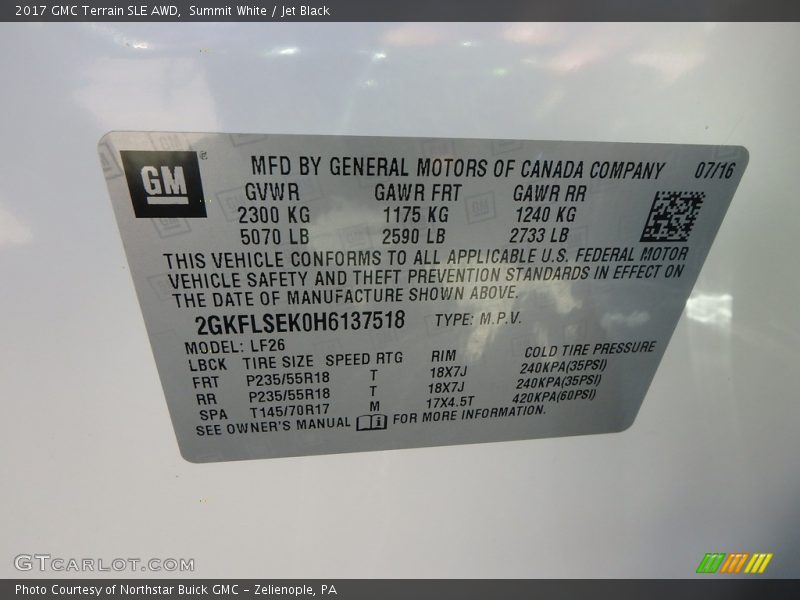 2017 GMC Terrain SLE AWD, Summit White / Jet Black
GM ® MFD BY GENERAL MOTORS OF CANADA COMPANY 07/16
GVWR GAWR FRT GAWR RR
2300 KG 1175 KG 1240 KG
5070 LB 2590 LB 2733 LB
THIS VEHICLE CONFORMS TO ALL APPLICABLE U.S. FEDERAL MOTOR
VEHICLE SAFETY AND THEFT PREVENTION STANDARDS IN EFFECT ON
THE DATE OF MANUFACTURE SHOWN ABOVE.
2GKFLSEK0H6137518 TYPE: M.P.V.
MODEL: LF26
LBCK TIRE SIZE SPEED RTG RIM COLD TIRE PRESSURE
FRT P235/55R18 T 18X7J 240KPA(35PSI)
RR P235/55R18 T 18X7J 240KPA(35PSI)
SPA T145/70R17 M 17X4.5T 420KPA(60PSI)
SEE OWNER'S MANUAL i FOR MORE INFORMATION.
GTCARLOT.COM
Photo Courtesy of Northstar Buick GMC - Zelienople, PA